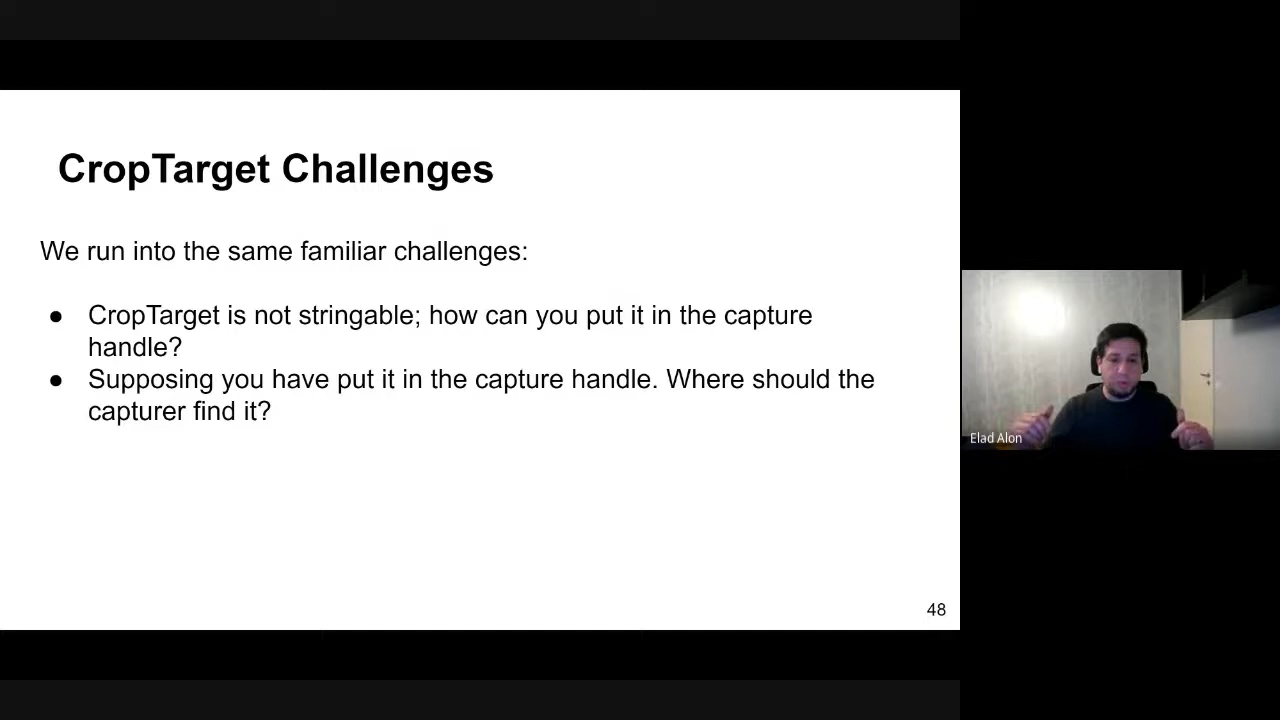 CropTarget Challenges
We run into the same familiar challenges:
● CropTarget is not stringable; how can you put it in the capture
handle?
● Supposing you have put it in the capture handle. Where should the
capturer find it?
48
Elad Alon